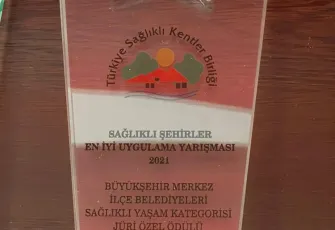 Türkiye Sağlıklı Kentler Birliği
SAĞLIKLI ŞEHİRLER
EN İYİ UYGULAMA YARIŞMASI
2021
BÜYÜKŞEHİR MERKEZ
İLÇE BELEDİYELERİ
SAĞLIKLI YAŞAM KATEGORİSİ
JÜRİ ÖZEL ÖDÜLÜ